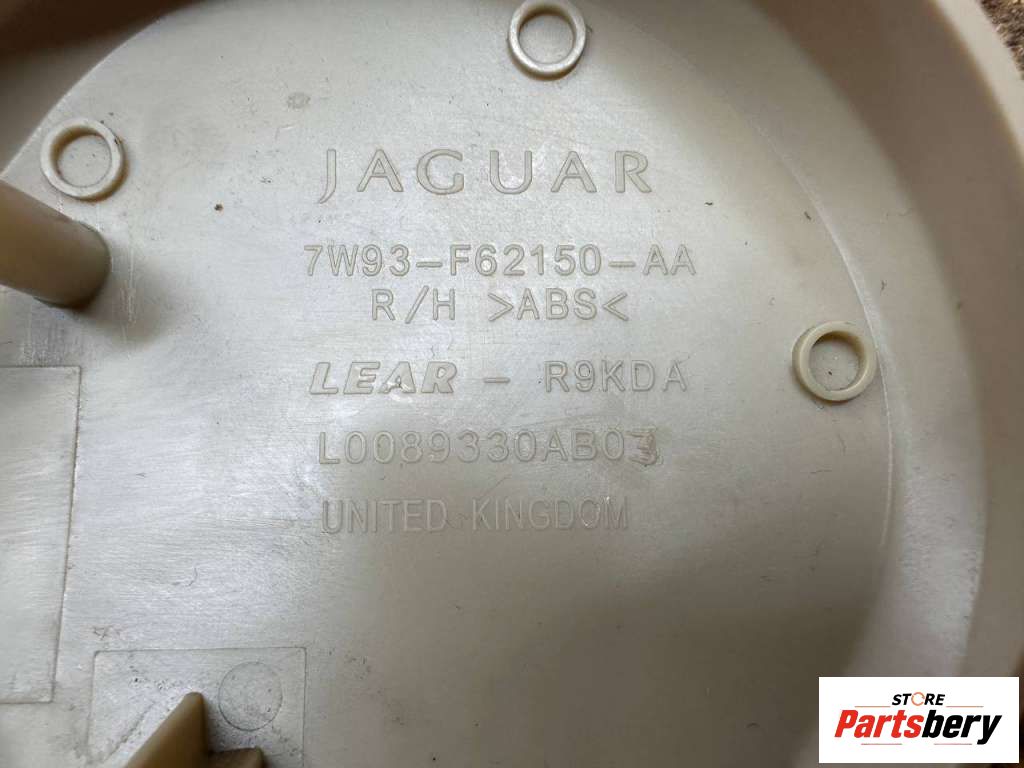 JAGUAR
7W93-F62150-AA
R/H >ABS<
LEAR - R9KDA
L0089330AB03
UNITED KINGDOM
STORE
Partsbery